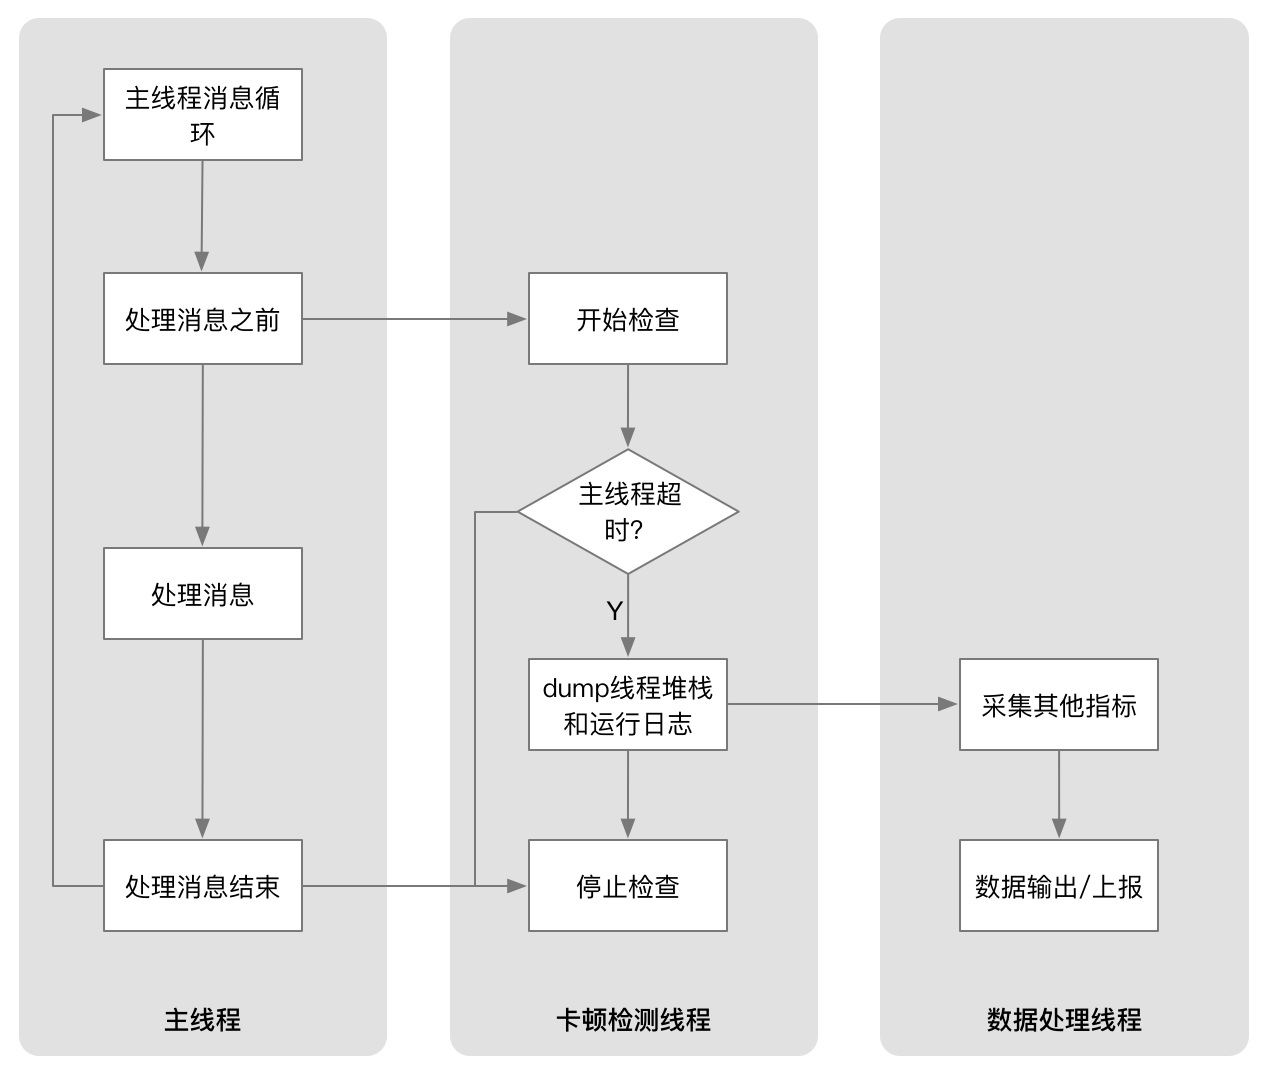 主线程消息循
环
处理消息之前
处理消息
处理消息结束
主线程
开始检查
主线程超
时?
Y
dump线程堆栈
和运行日志
停止检查
卡顿检测线程
采集其他指标
数据输出/上报
数据处理线程